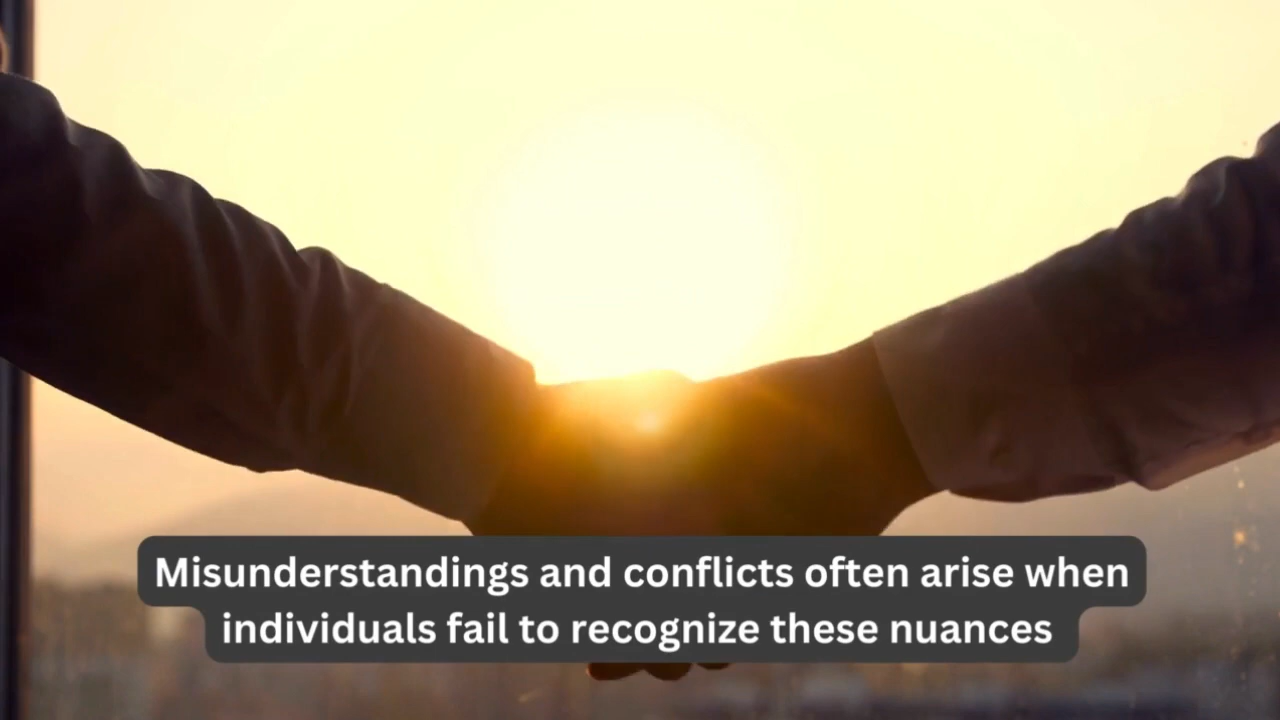 Misunderstandings and conflicts often arise when
individuals fail to recognize these nuances